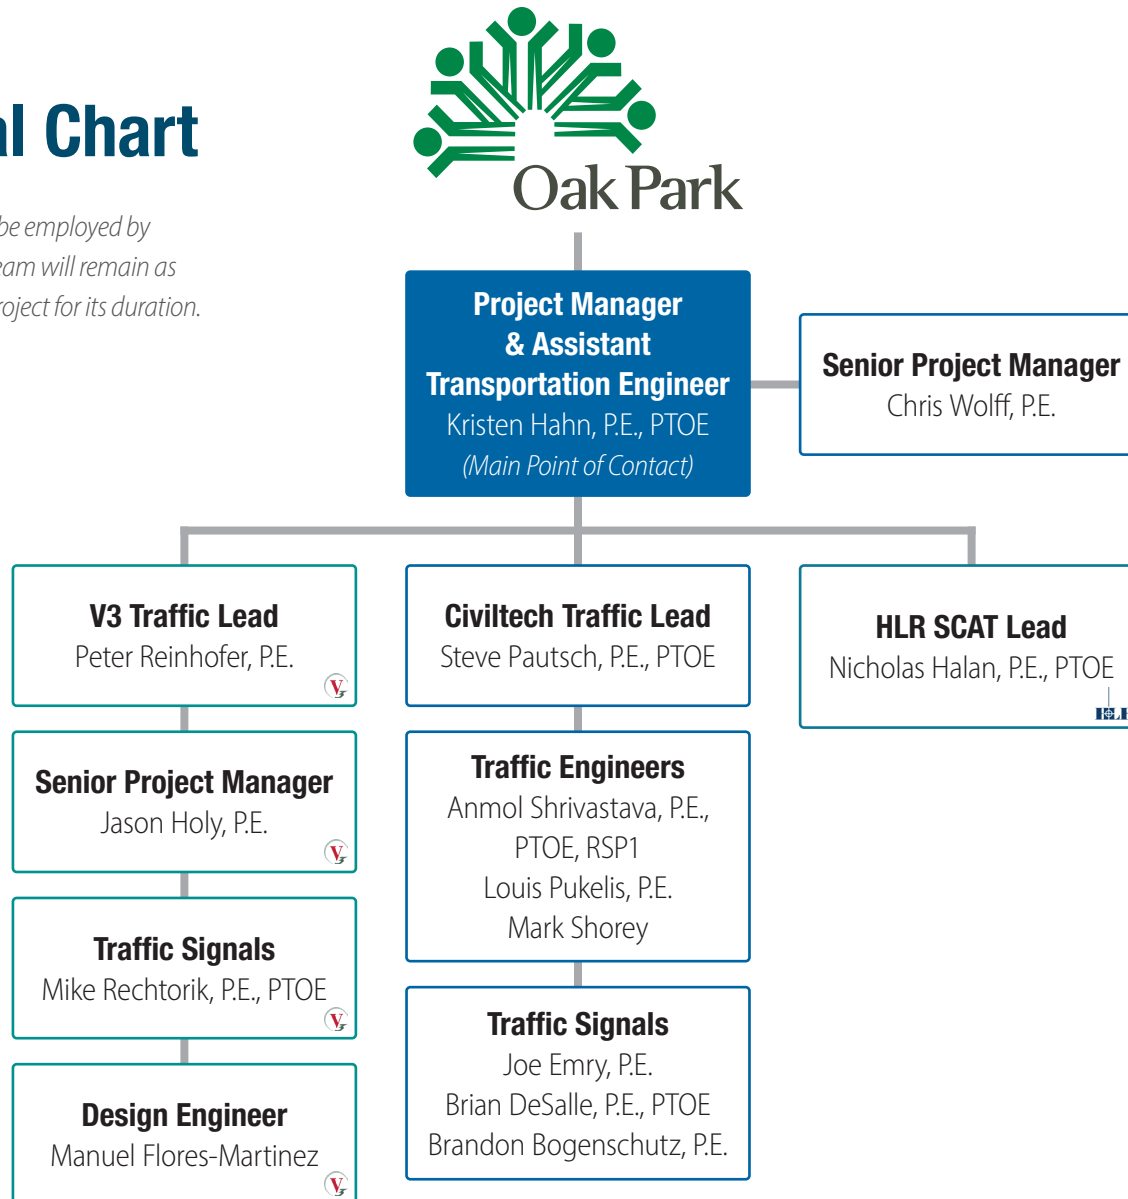 al Chart
be employed by
eam will remain as
roject for its duration.
Oak Park
Project Manager
& Assistant
Transportation Engineer
Kristen Hahn, P.E., PTOE
(Main Point of Contact)
Senior Project Manager
Chris Wolff, P.E.
V3 Traffic Lead
Peter Reinhofer, P.E.
V3
Senior Project Manager
Jason Holy, P.E.
V3
Traffic Signals
Mike Rechtorik, P.E., PTOE
V3
Design Engineer
Manuel Flores-Martinez
V3
Civiltech Traffic Lead
Steve Pautsch, P.E., PTOE
Traffic Engineers
Anmol Shrivastava, P.E.,
PTOE, RSP1
Louis Pukelis, P.E.
Mark Shorey
Traffic Signals
Joe Emry, P.E.
Brian DeSalle, P.E., PTOE
Brandon Bogenschutz, P.E.
HLR SCAT Lead
Nicholas Halan, P.E., PTOE